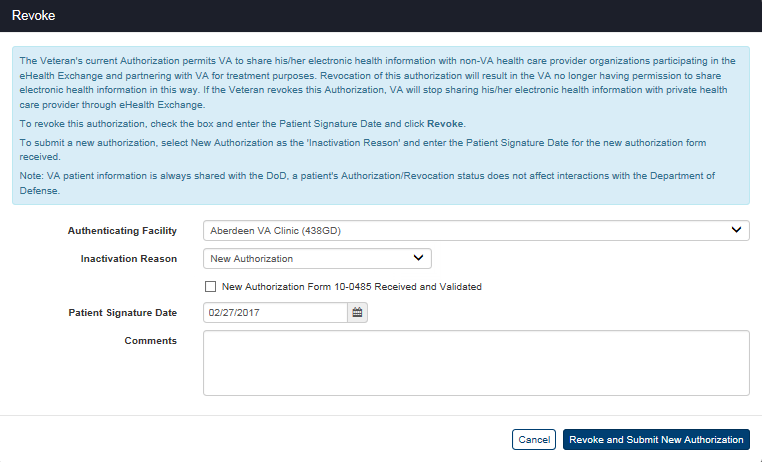 Revoke
The Veteran's current Authorization permits VA to share his/her electronic health information with non-VA health care provider organizations participating in the
eHealth Exchange and partnering with VA for treatment purposes. Revocation of this authorization will result in the VA no longer having permission to share
electronic health information in this way. If the Veteran revokes this Authorization, VA will stop sharing his/her electronic health information with private health
care provider through eHealth Exchange.
To revoke this authorization, check the box and enter the Patient Signature Date and click Revoke.
To submit a new authorization, select New Authorization as the 'Inactivation Reason' and enter the Patient Signature Date for the new authorization form
received.
Note: VA patient information is always shared with the DoD, a patient's Authorization/Revocation status does not affect interactions with the Department of
Defense.
Authenticating Facility Aberdeen VA Clinic (438GD)
Inactivation Reason New Authorization
New Authorization Form 10-0485 Received and Validated
Patient Signature Date 02/27/2017
Comments
Cancel Revoke and Submit New Authorization